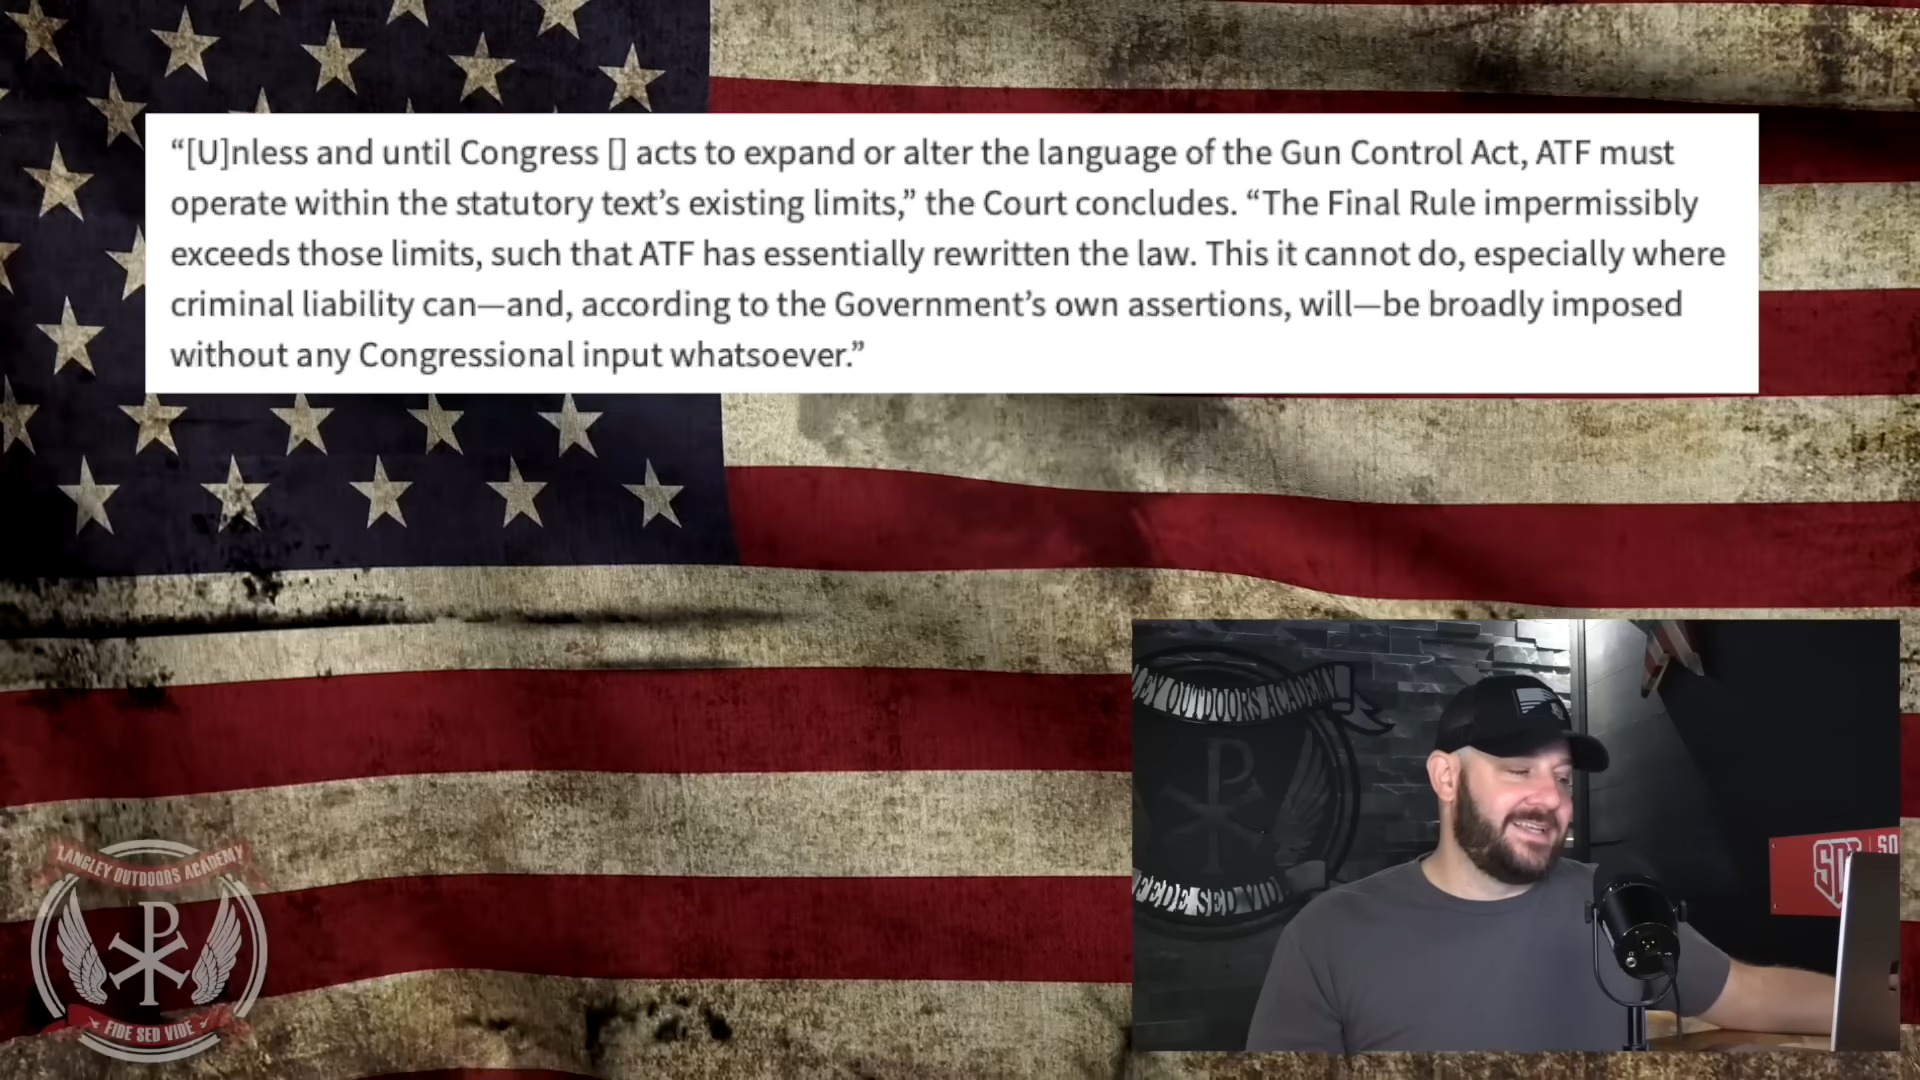 “[U]nless and until Congress [] acts to expand or alter the language of the Gun Control Act, ATF must
operate within the statutory text’s existing limits,” the Court concludes. “The Final Rule impermissibly
exceeds those limits, such that ATF has essentially rewritten the law. This it cannot do, especially where
criminal liability can—and, according to the Government’s own assertions, will—be broadly imposed
without any Congressional input whatsoever.”
LEY OUTDOORS ACADEMY
SED VID
SO
LANGLEY OUTDOORS ACADEMY
FIDE SED VIDE